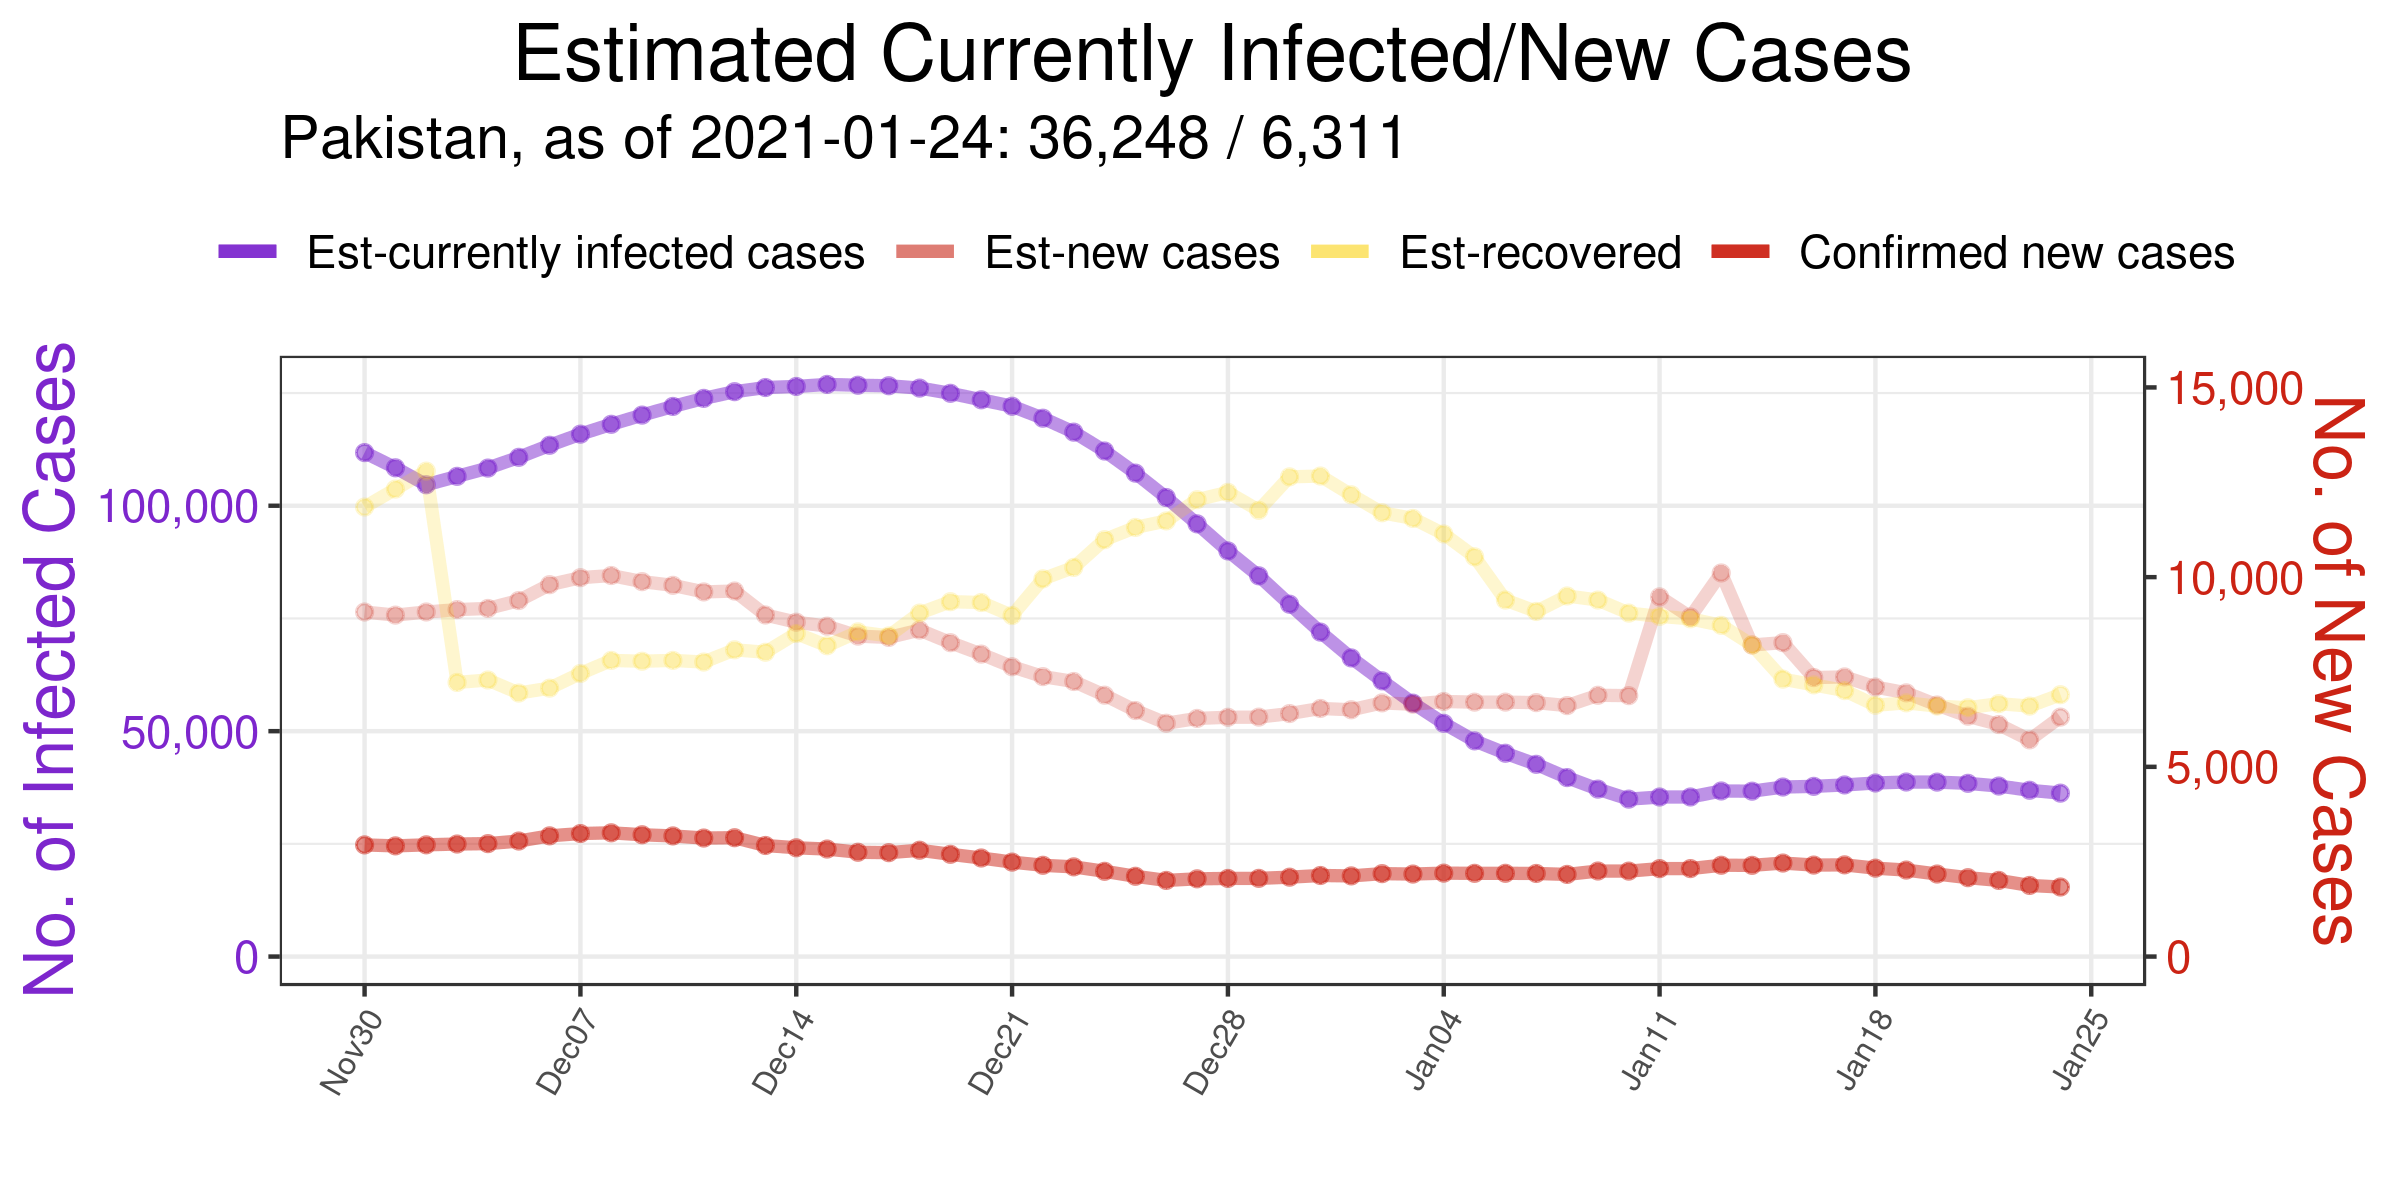 Estimated Currently Infected/New Cases
Pakistan, as of 2021-01-24: 36,248 / 6,311
Est-currently infected cases Est-new cases Est-recovered Confirmed new cases
No. of Infected Cases
100,000
50,000
0
15,000
10,000
5,000
0
No. of New Cases
Nov30 Dec07 Dec14 Dec21 Dec28 Jan04 Jan11 Jan18 Jan25